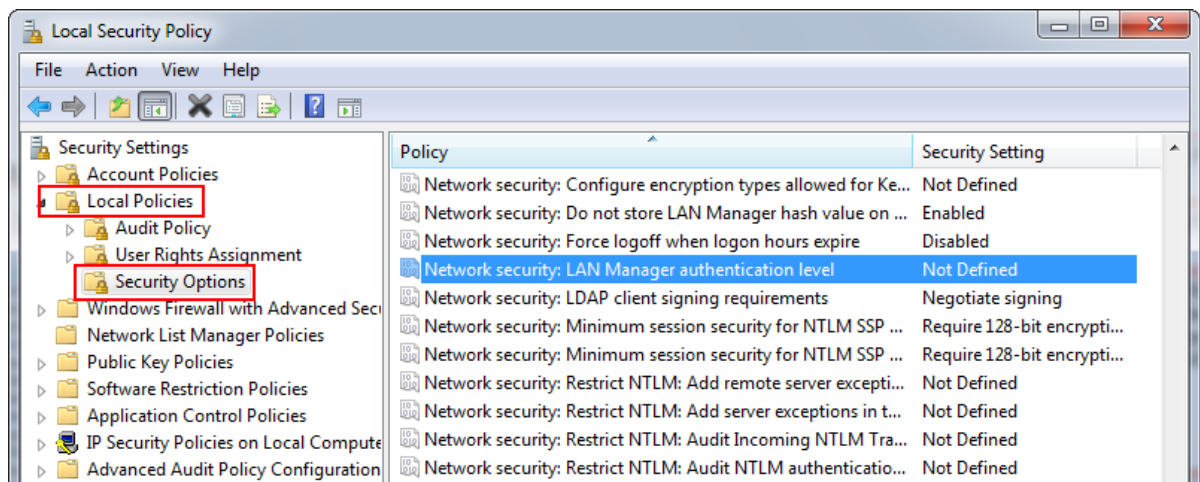 Local Security Policy
File Action View Help
Security Settings
Account Policies
Local Policies
Audit Policy
User Rights Assignment
Security Options
Windows Firewall with Advanced Secu
Network List Manager Policies
Public Key Policies
Software Restriction Policies
Application Control Policies
IP Security Policies on Local Compute
Advanced Audit Policy Configuration
Policy Security Setting
Network security: Configure encryption types allowed for Ke... Not Defined
Network security: Do not store LAN Manager hash value on ... Enabled
Network security: Force logoff when logon hours expire Disabled
Network security: LAN Manager authentication level Not Defined
Network security: LDAP client signing requirements Negotiate signing
Network security: Minimum session security for NTLM SSP ... Require 128-bit encrypti...
Network security: Minimum session security for NTLM SSP ... Require 128-bit encrypti...
Network security: Restrict NTLM: Add remote server excepti... Not Defined
Network security: Restrict NTLM: Add server exceptions in t... Not Defined
Network security: Restrict NTLM: Audit Incoming NTLM Tra... Not Defined
Network security: Restrict NTLM: Audit NTLM authenticatio... Not Defined